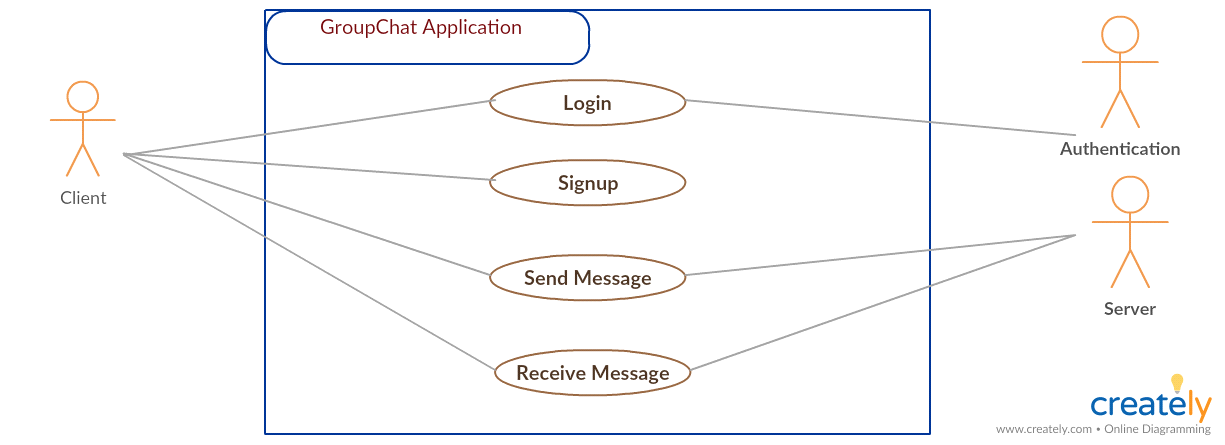 GroupChat Application
Login
Authentication
Signup
Client
Send Message
Server
Receive Message
creately
www.creately.com • Online Diagramming